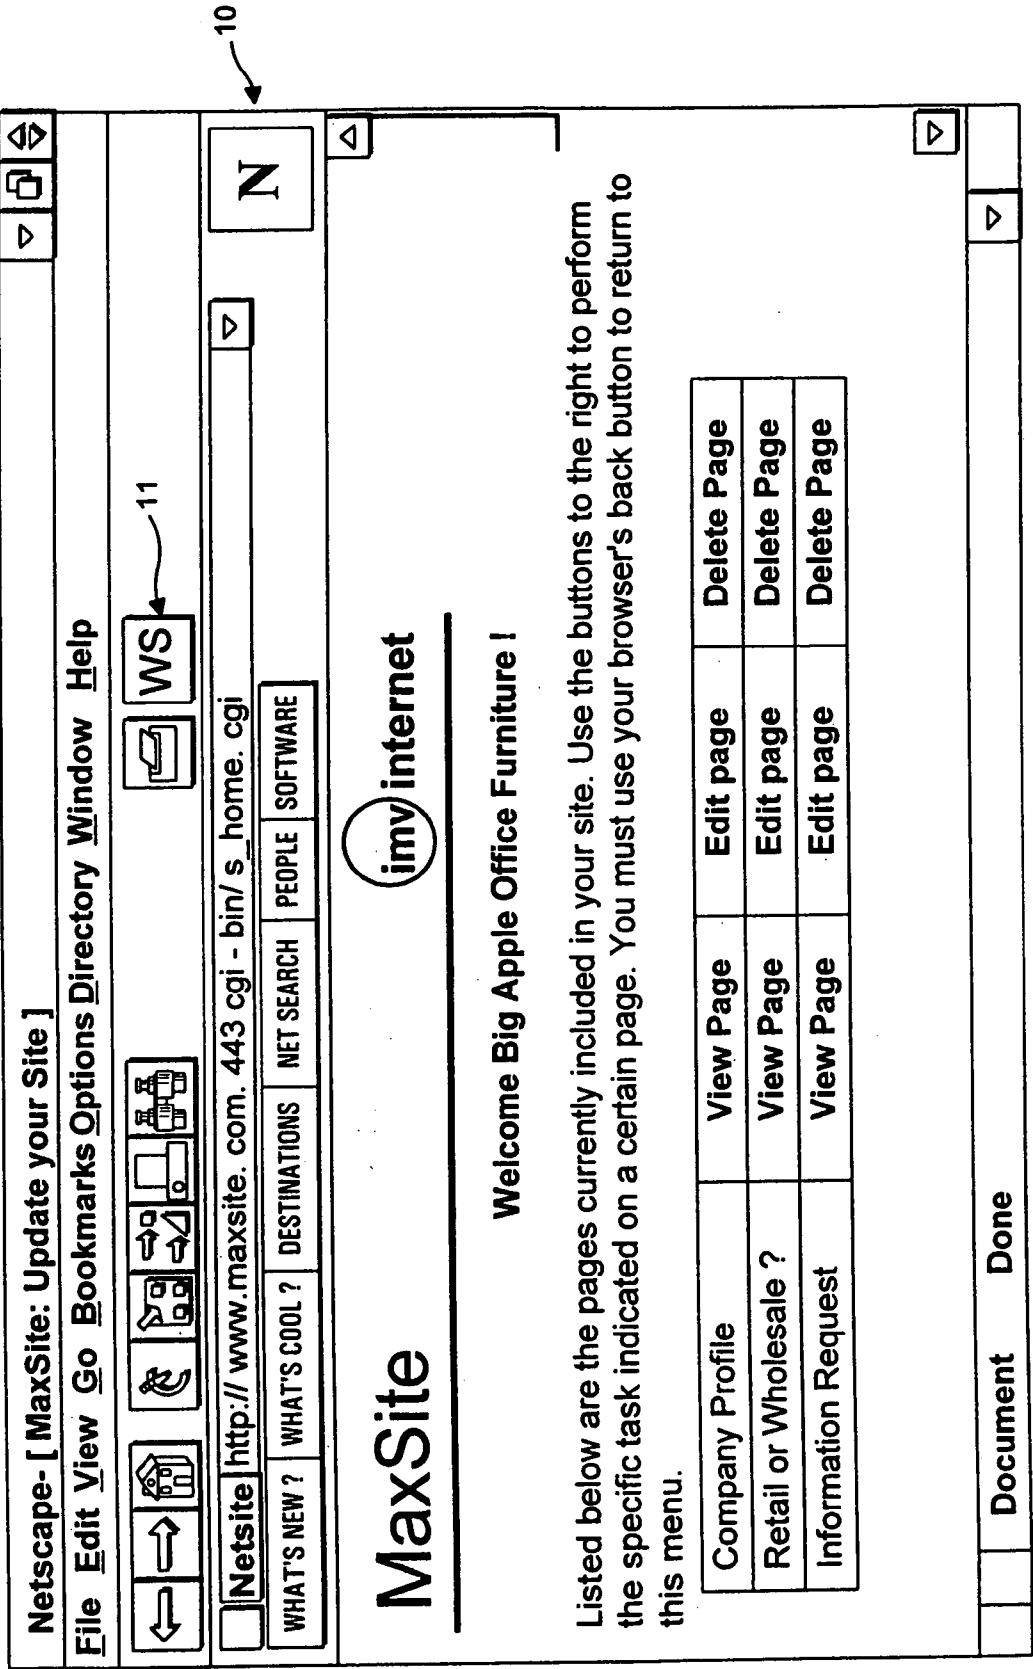 Netscape- [ MaxSite: Update your Site ]
File Edit View Go Bookmarks Options Directory Window Help
WS
11
Netsite http:// www.maxsite. com. 443 cgi - bin/ s_home. cgi
N
10
WHAT'S NEW ? WHAT'S COOL ? DESTINATIONS NET SEARCH PEOPLE SOFTWARE
MaxSite imv internet
Welcome Big Apple Office Furniture !
Listed below are the pages currently included in your site. Use the buttons to the right to perform
the specific task indicated on a certain page. You must use your browser's back button to return to
this menu.
Company Profile View Page Edit page Delete Page
Retail or Wholesale ? View Page Edit page Delete Page
Information Request View Page Edit page Delete Page
Document Done